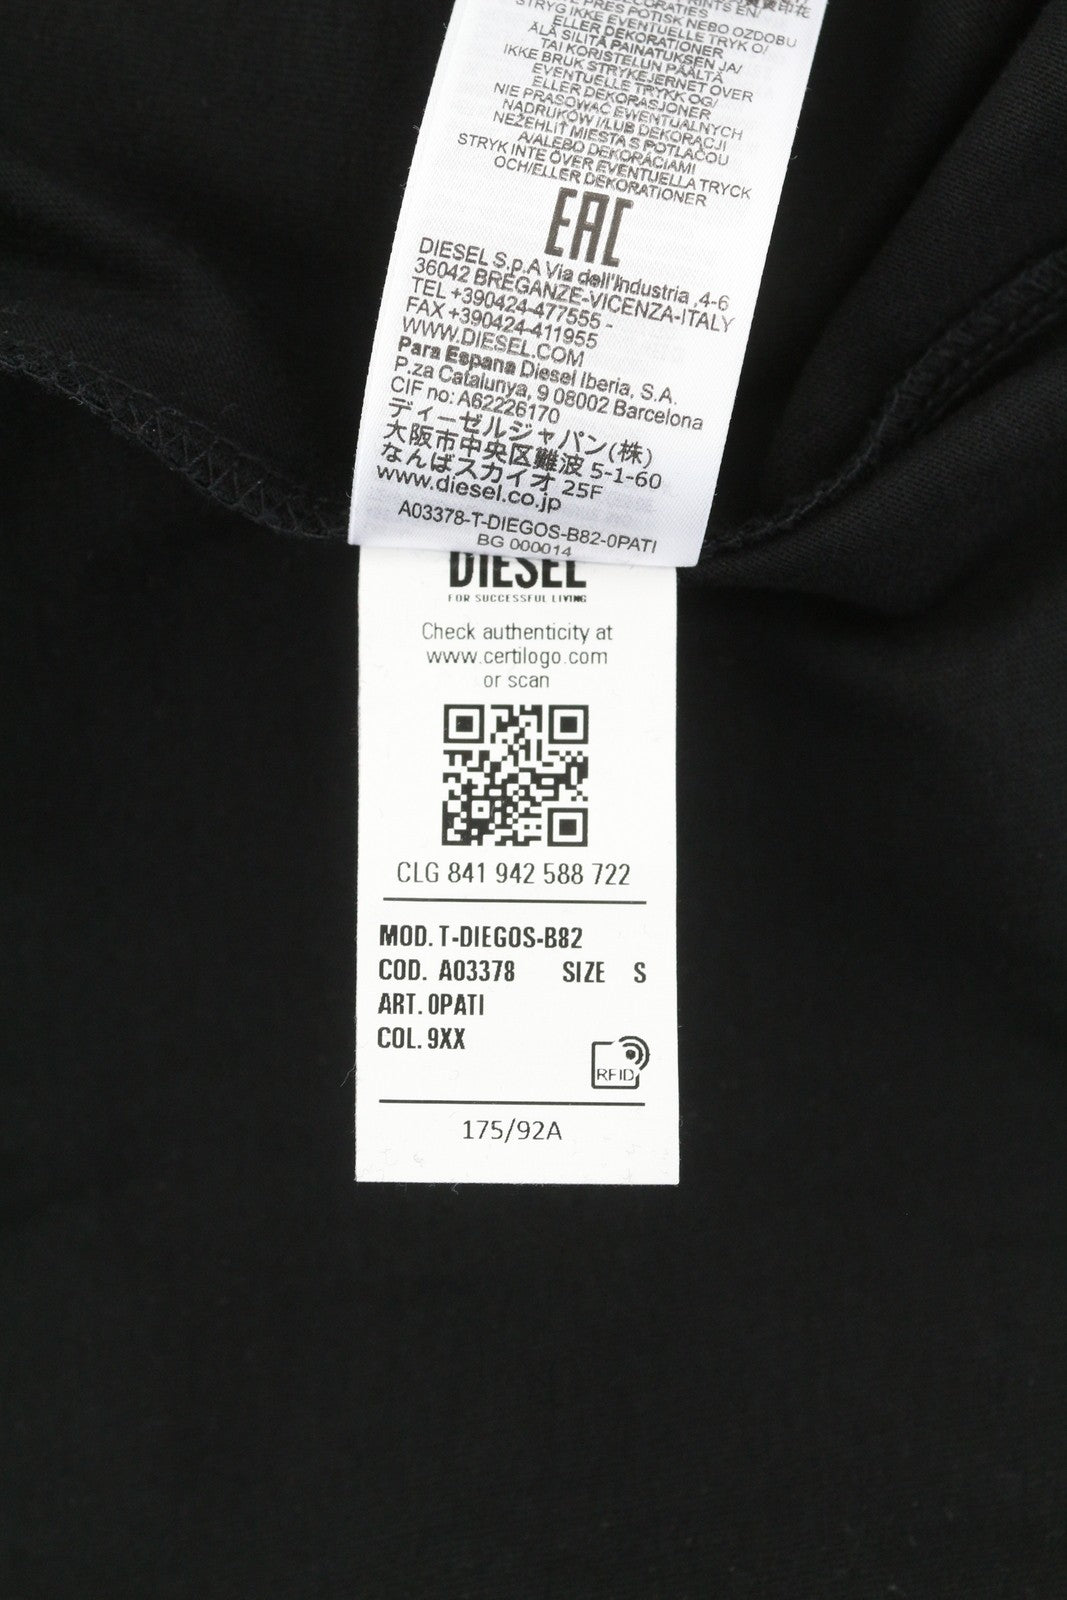 PRINTS EN/
PRES POTISK NEBO OZDOBU
STRYG IKKE EVENTUELLE TRYK O/
ELLER DEKORATIONER
ÄLÄ SILITÄ PAINATUKSEN JA/
TAI KORISTELUN PÄÄLTÄ
IKKE BRUK STRYKEJERNET OVER
EVENTUELLE TRYKK OG/
ELLER DEKORASJONER
NIE PRASOWAĆ EWENTUALNYCH
NADRUKÓW I/LUB DEKORACJI
NEŽEHLIŤ MIESTA S POTLAČOU
A/ALEBO DEKORÁCIAMI
STRYK INTE ÖVER EVENTUELLA TRYCK
OCH/ELLER DEKORATIONER
EAC
DIESEL S.p.A Via dell'Industria ,4-6
36042 BREGANZE-VICENZA-ITALY
TEL +390424-477555 -
FAX +390424-411955
WWW.DIESEL.COM
Para Espana Diesel Iberia, S.A.
P.za Catalunya, 9 08002 Barcelona
CIF no: A62226170
ディーゼルジャパン(株)
大阪市中央区難波 5-1-60
なんばスカイオ 25F
www.diesel.co.jp
A03378-T-DIEGOS-B82-0PATI
BG 000014
DIESEL
FOR SUCCESSFUL LIVING
Check authenticity at
www.certilogo.com
or scan
CLG 841 942 588 722
MOD. T-DIEGOS-B82
COD. A03378 SIZE S
ART. 0PATI
COL. 9XX
RFID
175/92A